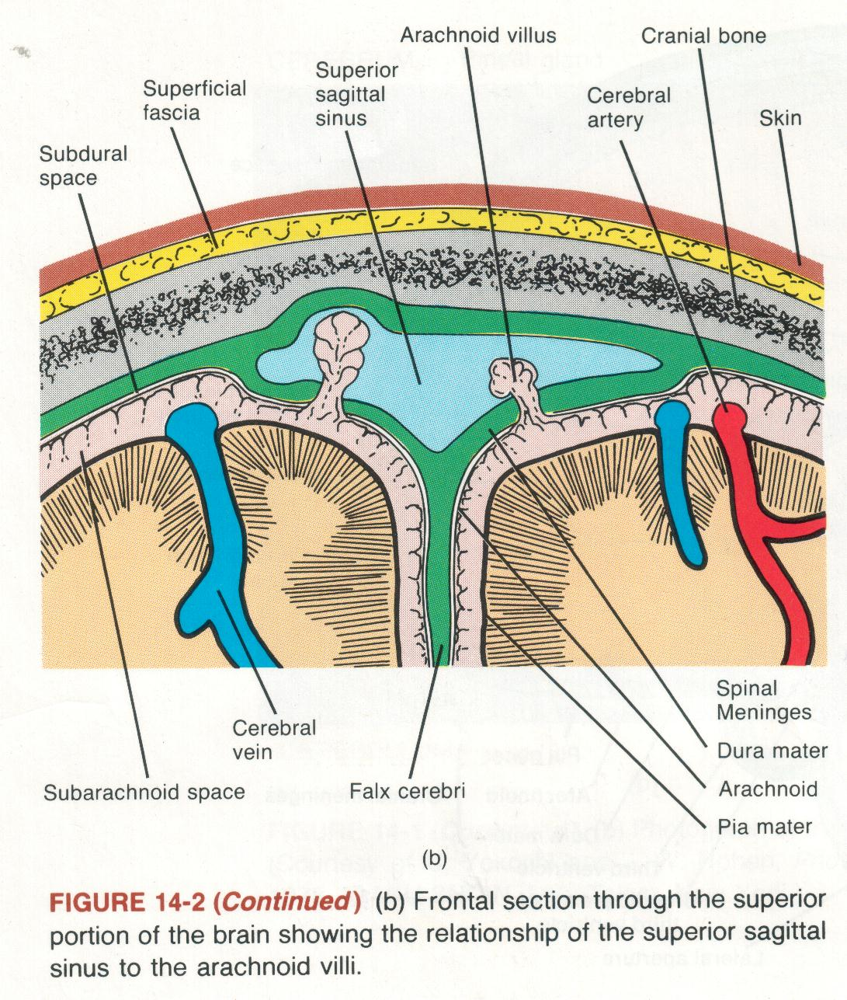 Arachnoid villus
Cranial bone
Superior
sagittal
sinus
Superficial
fascia
Cerebral
artery
Skin
Subdural
space
Spinal
Meninges
Cerebral
vein
Dura mater
Subarachnoid space
Falx cerebri
Arachnoid
Pia mater
(b)
FIGURE 14-2 (Continued) (b) Frontal section through the superior
portion of the brain showing the relationship of the superior sagittal
sinus to the arachnoid villi.